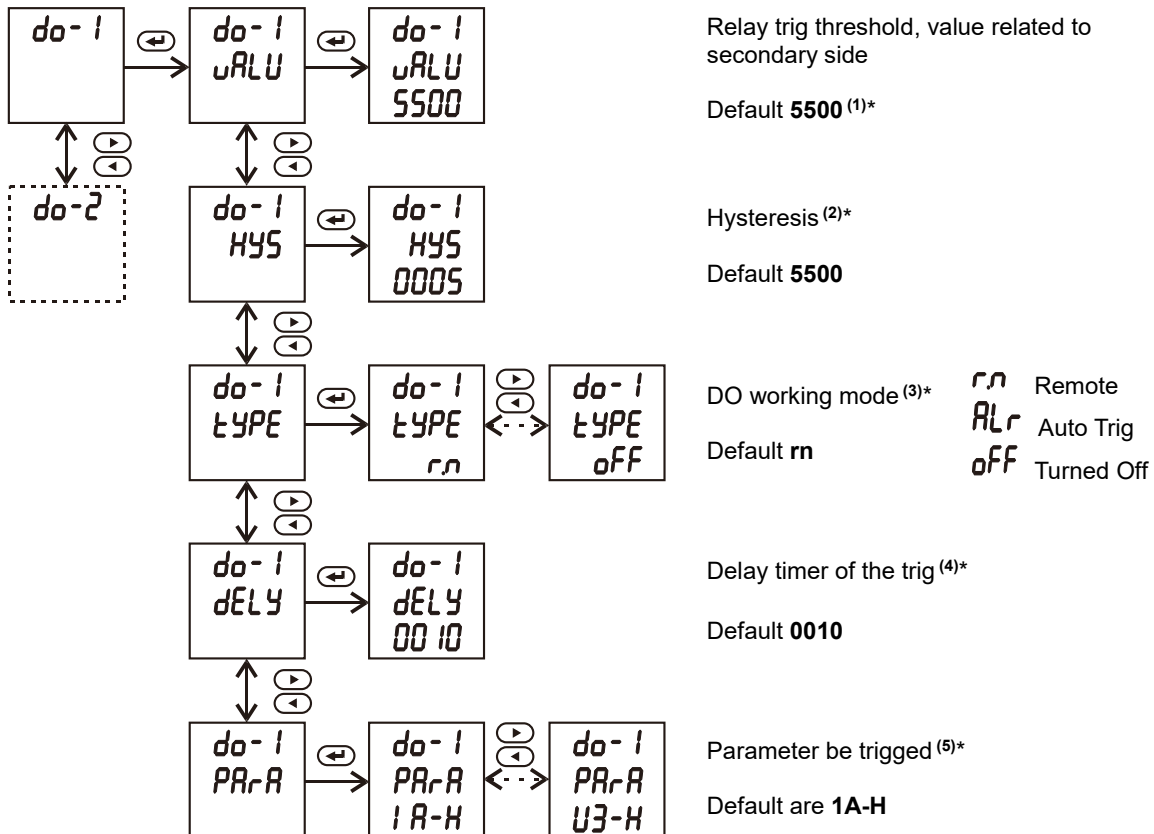 do-1
do-1
vALU
do-1
vALU
5500
Relay trig threshold, value related to
secondary side
Default 5500 (1)*
do-2
do-1
HYS
do-1
HYS
0005
Hysteresis (2)*
Default 5500
do-1
tYPE
do-1
tYPE
r.n
do-1
tYPE
oFF
DO working mode (3)*
Default rn
r.n Remote
ALr Auto Trig
oFF Turned Off
do-1
dELY
do-1
dELY
0010
Delay timer of the trig (4)*
Default 0010
do-1
PArA
do-1
PArA
1A-H
do-1
PArA
U3-H
Parameter be trigged (5)*
Default are 1A-H